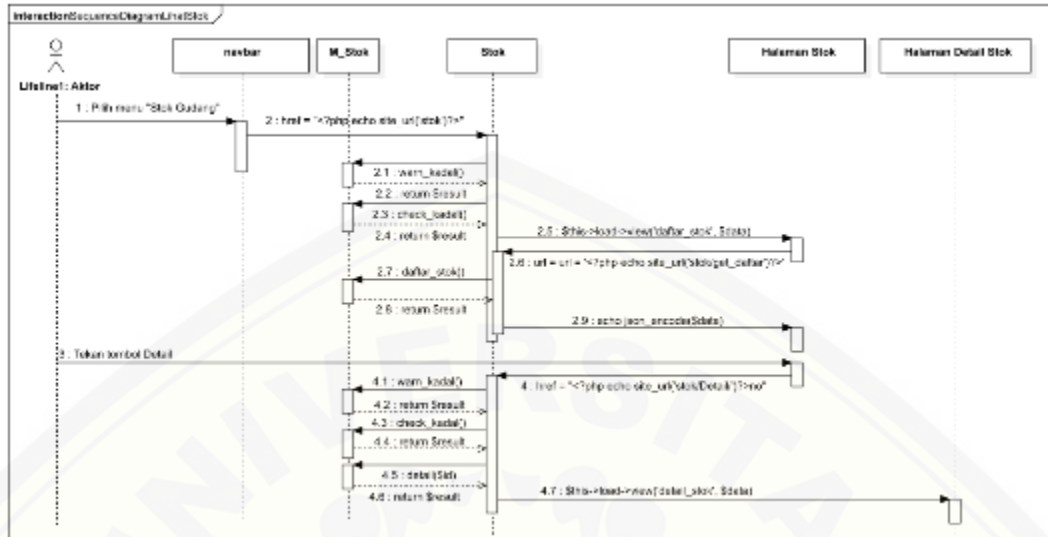 interactionSecuenceDiagramLihatStok
navbar
M_Stok
Stok
Halaman Stok
Halaman Detail Stok
Lifeline1: Aktor
1 : Pilih menu "Stok Gudang"
2 : href = "<?php echo site_url('stok')?>"
2.1 : warn_kadal()
2.2 : return $result
2.3 : check_kadal()
2.4 : return $result
2.5 : $this->load->view('daftar_stok', $data)
2.6 : url = url = "<?php echo site_url('stok/get_daftar')?>"
2.7 : daftar_stok()
2.8 : return $result
2.9 : echo json_encode($data)
3 : Tekan tombol Detail
4 : href = "<?php echo site_url('stok/Detail/')?>no"
4.1 : warn_kadal()
4.2 : return $result
4.3 : check_kadal()
4.4 : return $result
4.5 : detail($id)
4.6 : return $result
4.7 : $this->load->view('detail_stok', $data)
UNIVERSITA